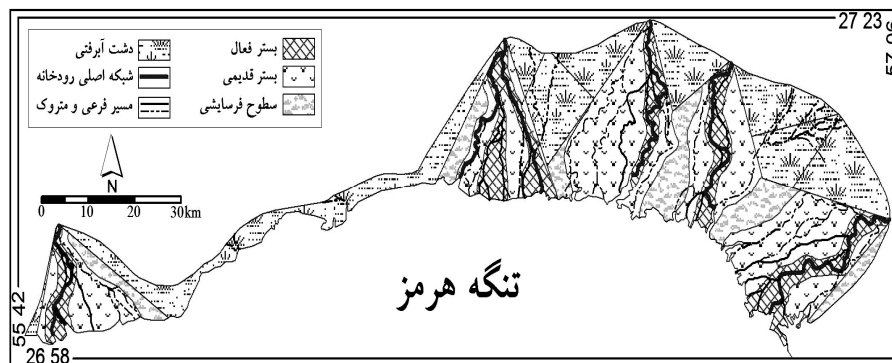 27 23
57 06
دشت آبرفتی
بستر فعال
شبکه اصلی رودخانه
بستر قدیمی
مسیر فرعی و متروک
سطوح فرسایشی
N
0 10 20 30km
تنگه هرمز
55 42
26 58